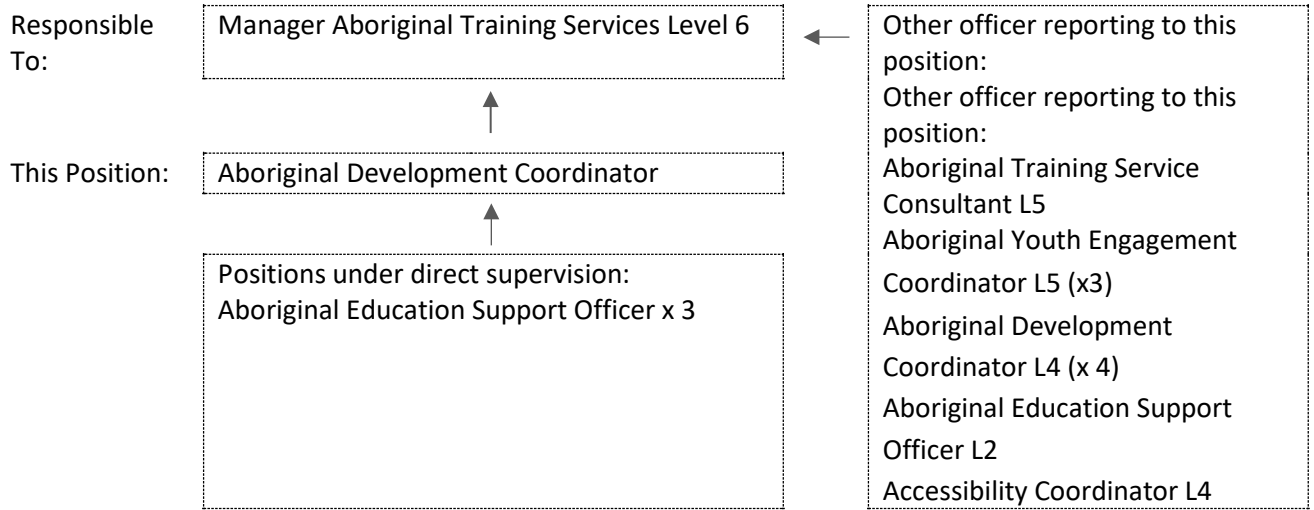 Responsible
To:
Manager Aboriginal Training Services Level 6
This Position:
Aboriginal Development Coordinator
Positions under direct supervision:
Aboriginal Education Support Officer x 3
Other officer reporting to this
position:
Other officer reporting to this
position:
Aboriginal Training Service
Consultant L5
Aboriginal Youth Engagement
Coordinator L5 (x3)
Aboriginal Development
Coordinator L4 (x 4)
Aboriginal Education Support
Officer L2
Accessibility Coordinator L4